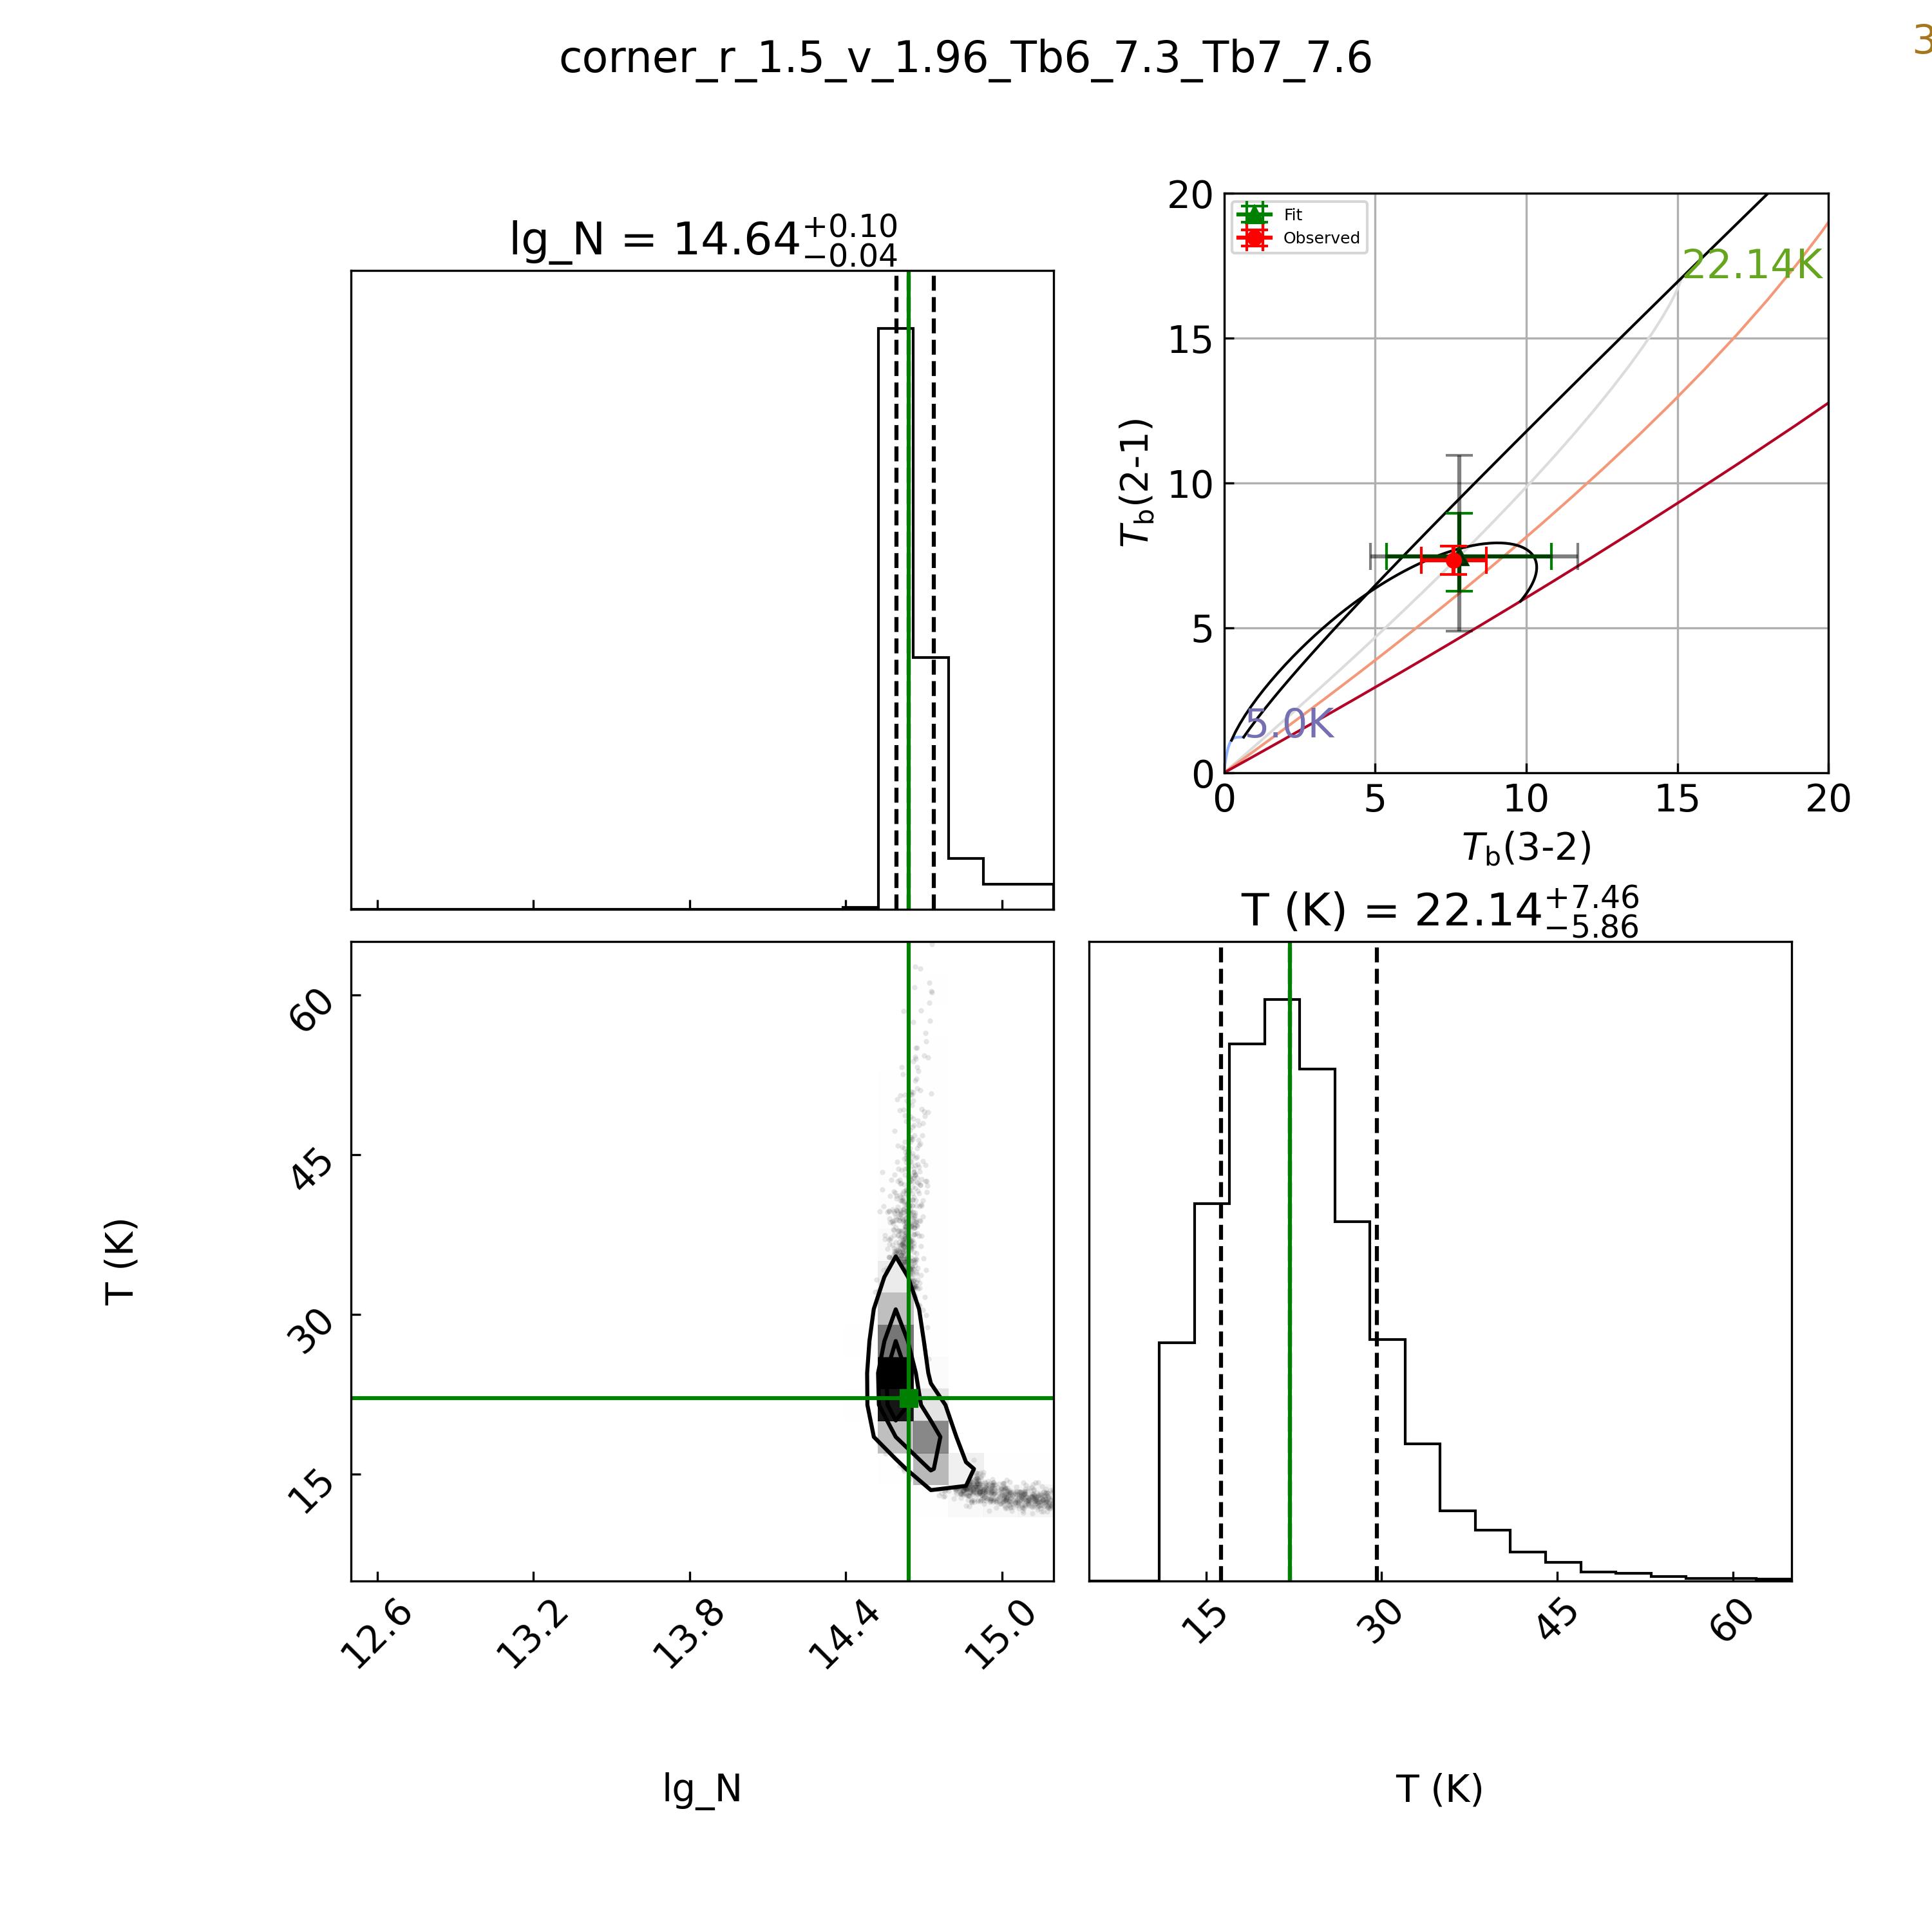 corner_r_1.5_v_1.96_Tb6_7.3_Tb7_7.6
3
lg_N = 14.64+0.10 −0.04
20
15
10
5
0
Tb(2-1)
Fit
Observed
22.14K
5.0K
0 5 10 15 20
Tb(3-2)
T (K) = 22.14+7.46 −5.86
60
45
30
15
T (K)
12.6 13.2 13.8 14.4 15.0
lg_N
15 30 45 60
T (K)